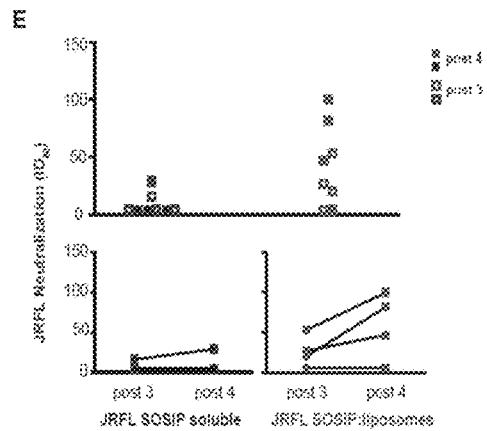 E
150
100
50
0
post 4
post 3
JRFL Neutralization (ID50)
150
100
50
0
post 3 post 4 post 3 post 4
JRFL SOSIP soluble JRFL SOSIP:liposomes